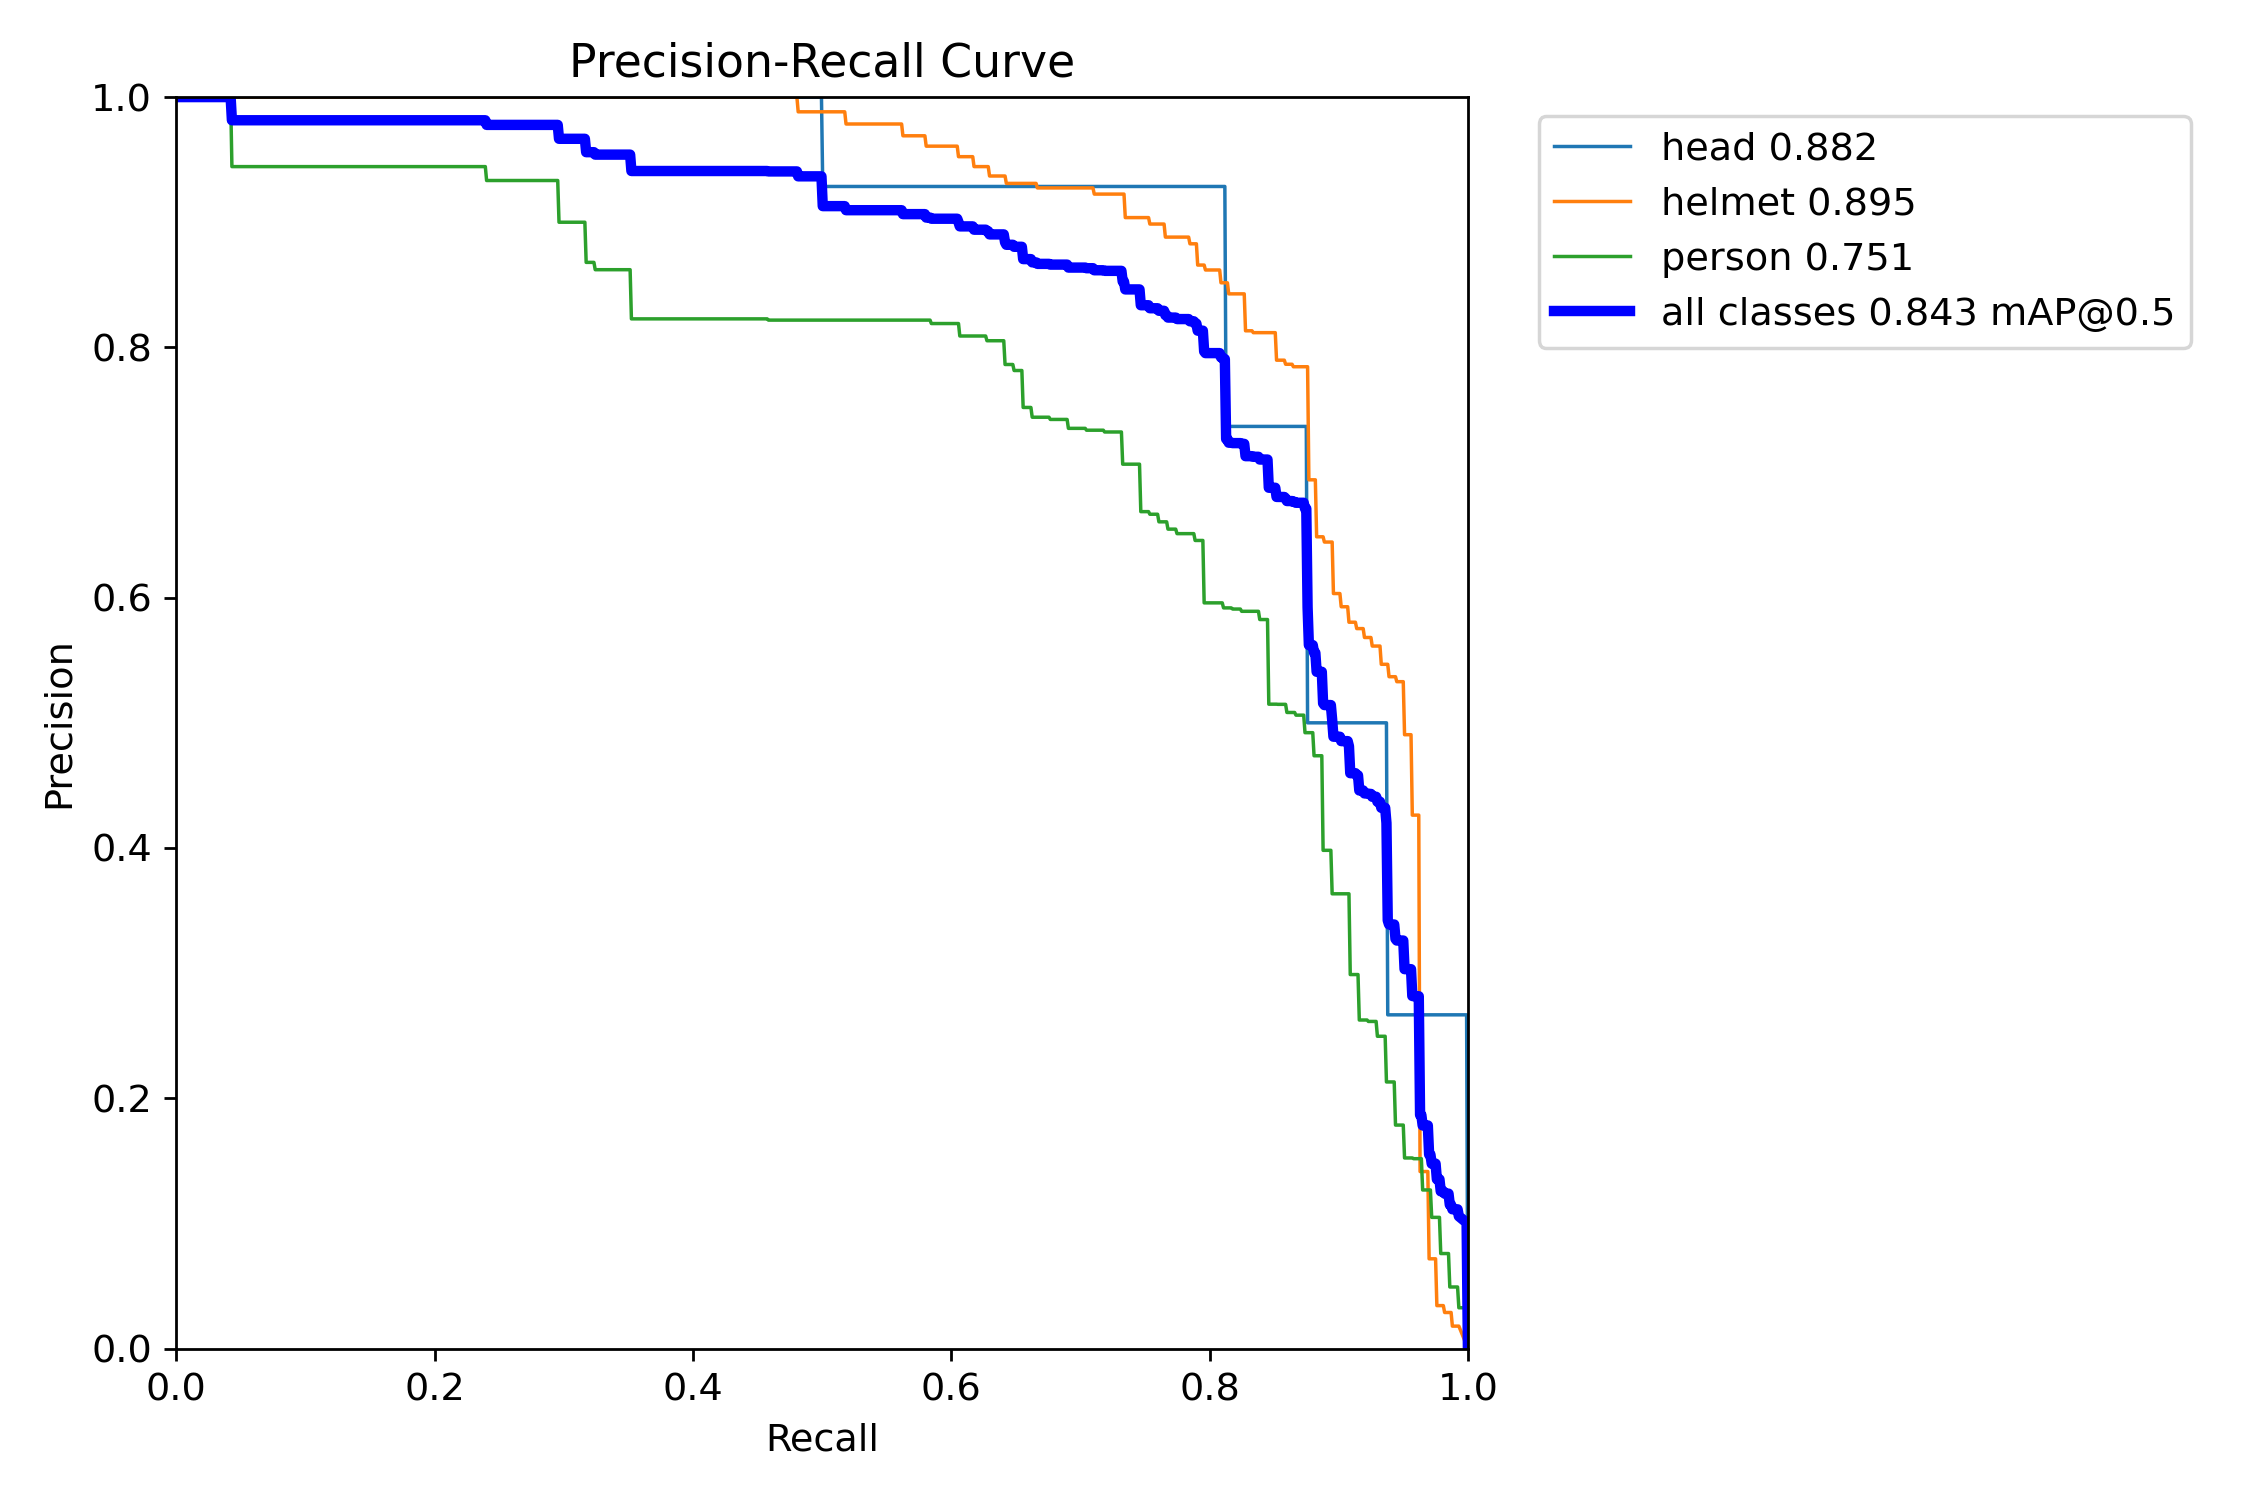 Precision-Recall Curve
1.0
0.8
0.6
0.4
0.2
0.0
Precision
0.0 0.2 0.4 0.6 0.8 1.0
Recall
head 0.882
helmet 0.895
person 0.751
all classes 0.843 mAP@0.5